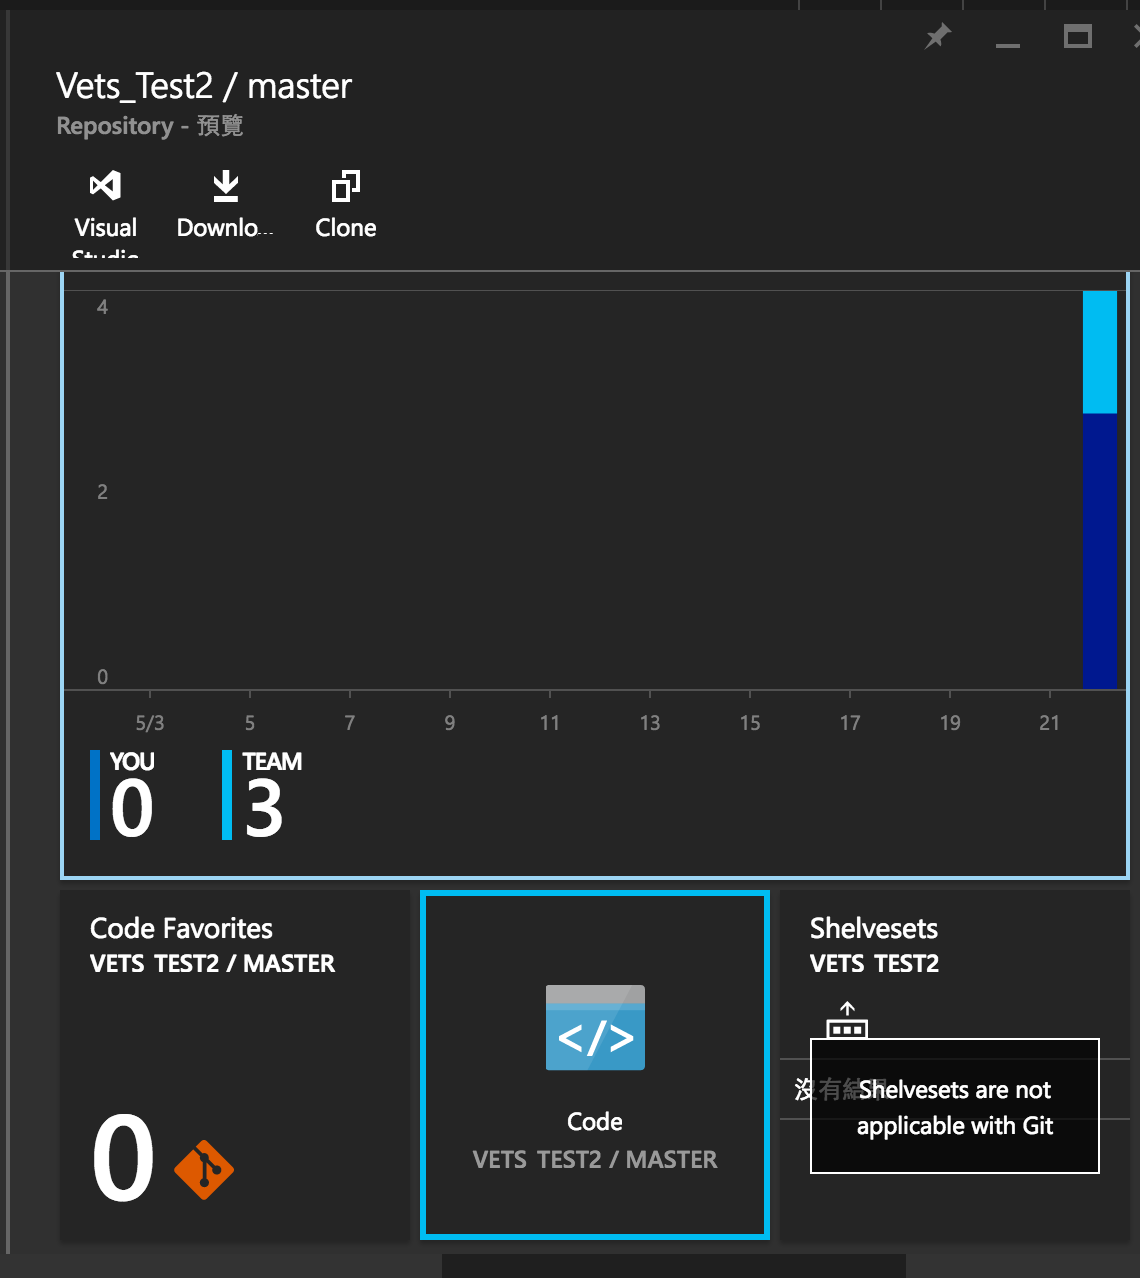 Vets_Test2 / master
Repository - 預覽
Visual
Studio
Downlo...
Clone
4
2
0
5/3 5 7 9 11 13 15 17 19 21
YOU
0
TEAM
3
Code Favorites
VETS TEST2 / MASTER
0
</>
Code
VETS TEST2 / MASTER
Shelvesets
VETS TEST2
沒有結果
Shelvesets are not
applicable with Git